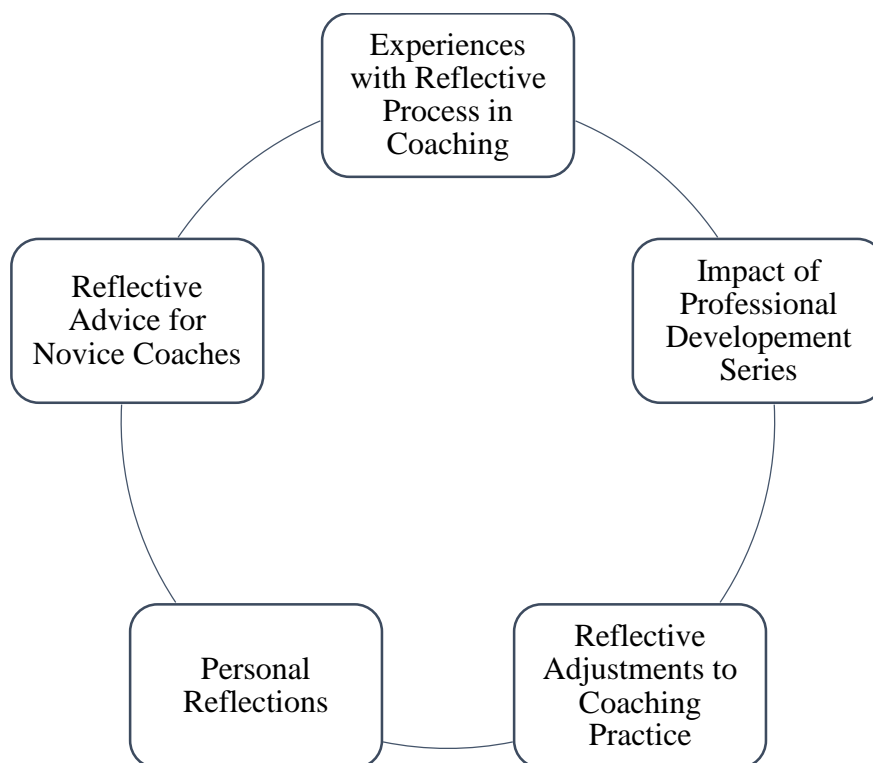 Experiences
with Reflective
Process in
Coaching
Impact of
Professional
Developement
Series
Reflective
Adjustments to
Coaching
Practice
Personal
Reflections
Reflective
Advice for
Novice Coaches